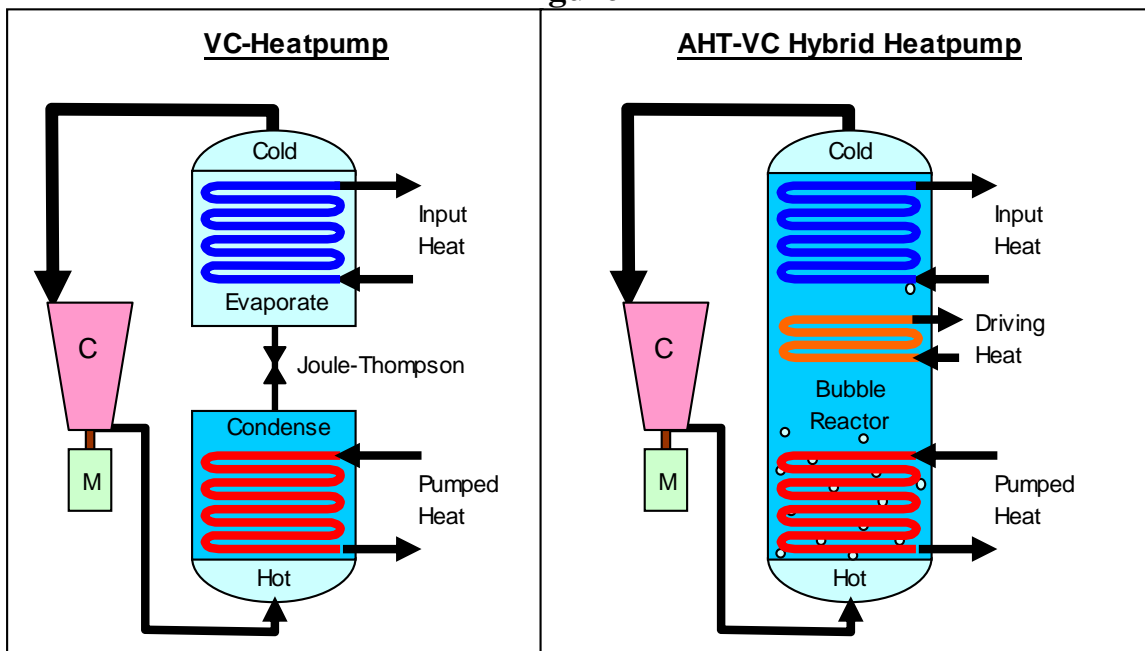 VC-Heatpump
Cold
Input
Heat
Evaporate
C
Joule-Thompson
Condense
M
Pumped
Heat
Hot
AHT-VC Hybrid Heatpump
Cold
Input
Heat
Driving
Heat
C
Bubble
Reactor
M
Pumped
Heat
Hot